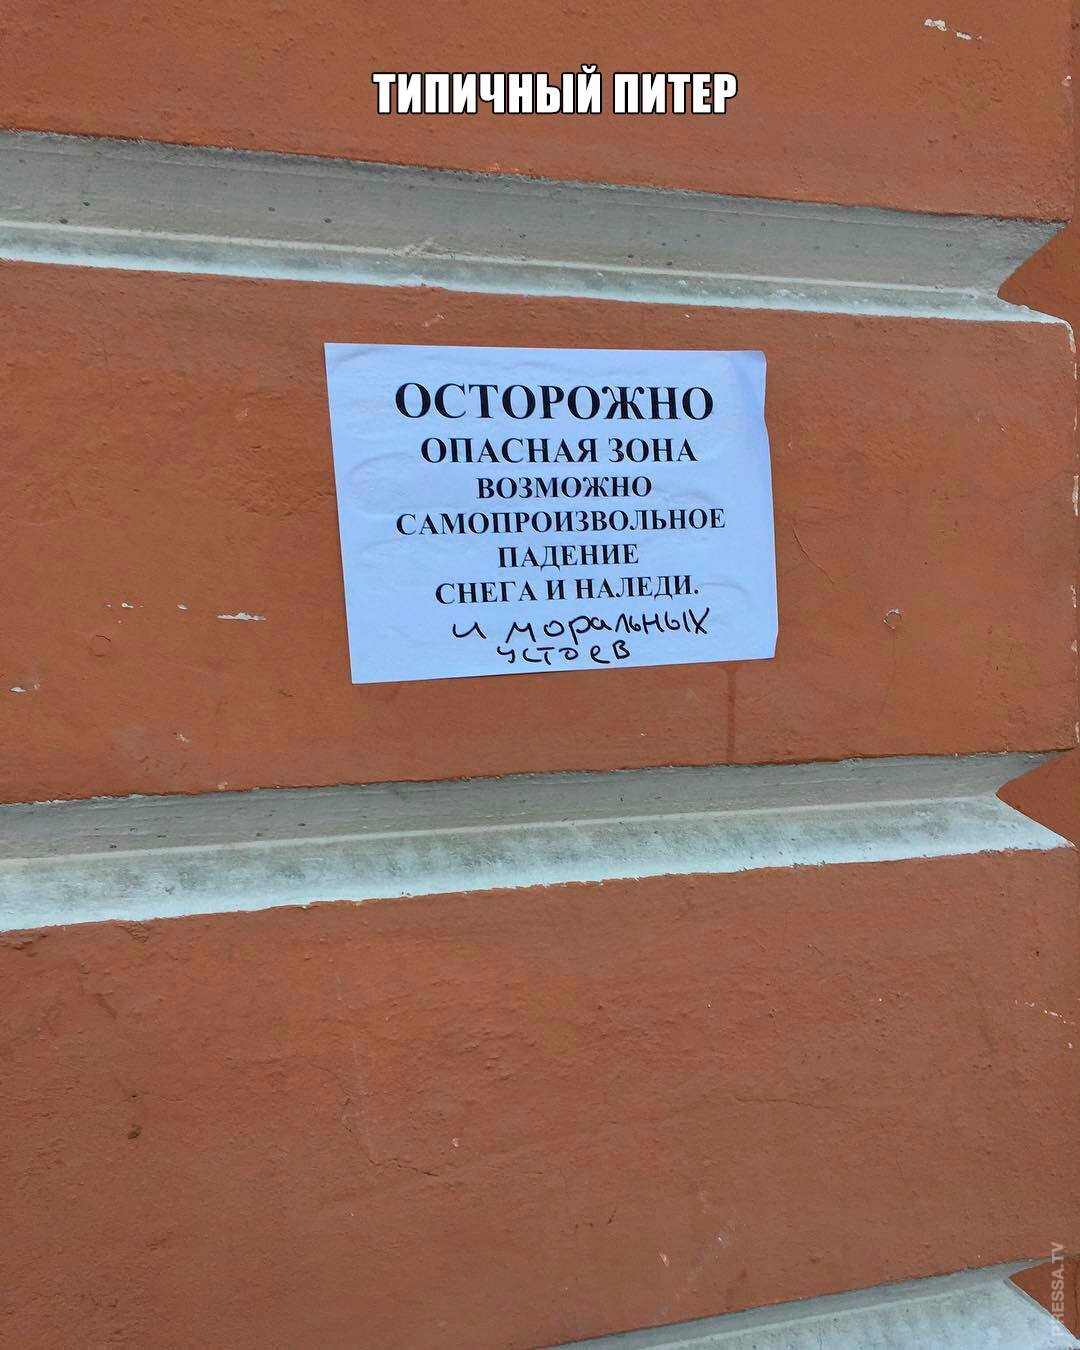 ТИПИЧНЫЙ ПИТЕР
ОСТОРОЖНО
ОПАСНАЯ ЗОНА
ВОЗМОЖНО
САМОПРОИЗВОЛЬНОЕ
ПАДЕНИЕ
СНЕГА И НАЛЕДИ.
и моральных
устоев
PRESSA.TV